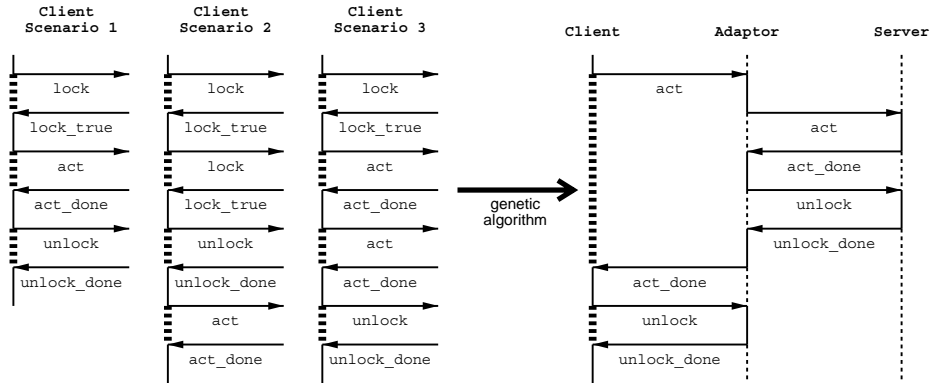 Client
Scenario 1
lock
lock_true
act
act_done
unlock
unlock_done
Client
Scenario 2
lock
lock_true
lock
lock_true
unlock
unlock_done
act
act_done
Client
Scenario 3
lock
lock_true
act
act_done
act
act_done
unlock
unlock_done
genetic
algorithm
Client
Adaptor
Server
act
act
act_done
unlock
unlock_done
act_done
unlock
unlock_done